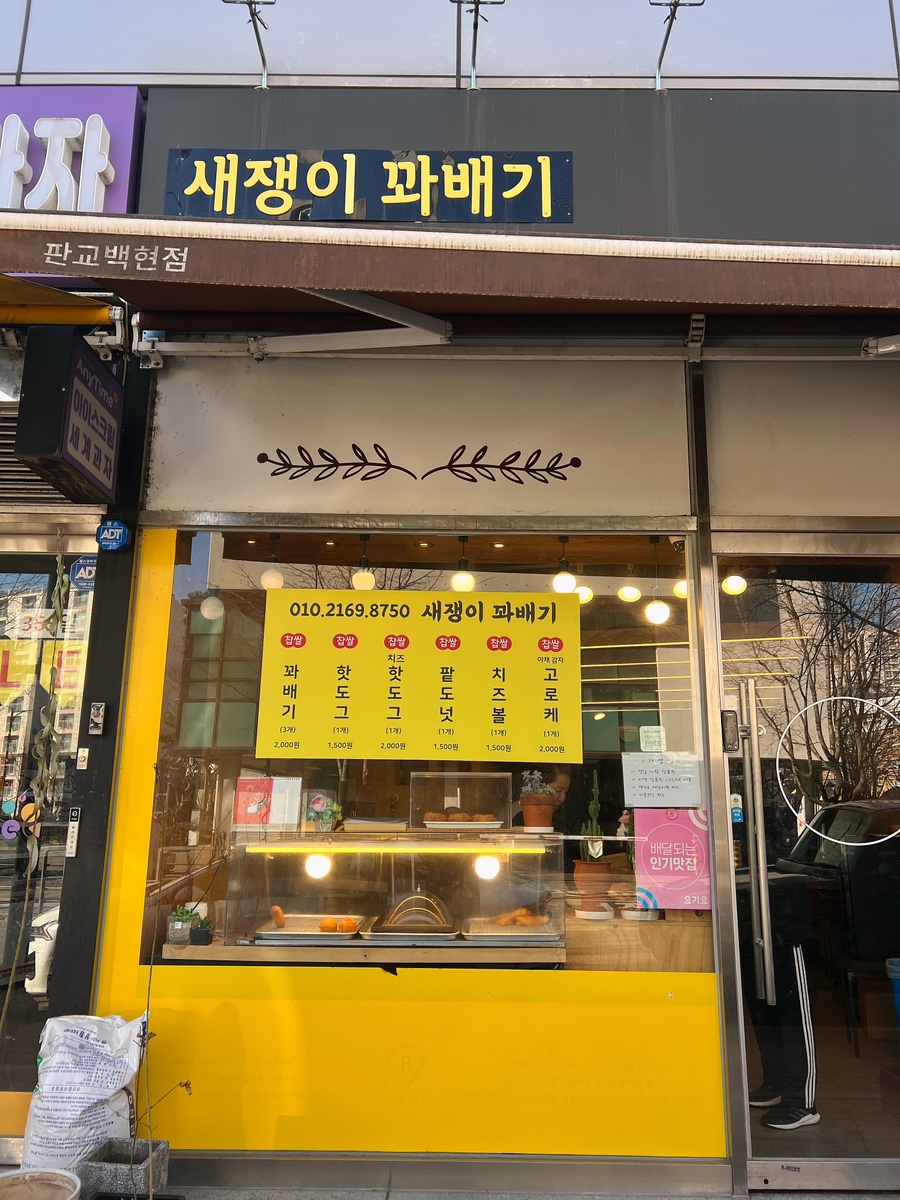 새쟁이 꽈배기
판교백현점
AnyTime
아이스크림
세계과자
ADT
ADT
010.2169.8750 새쟁이 꽈배기
찹쌀 찹쌀 찹쌀 찹쌀 찹쌀 찹쌀
치즈 야채 감자
꽈배기 핫도그 핫도그 팥도넛 치즈볼 고로케
(3개) (1개) (1개) (1개) (1개) (1개)
2,000원 1,500원 2,000원 1,500원 1,500원 2,000원
배달되는
인기맛집
요기요